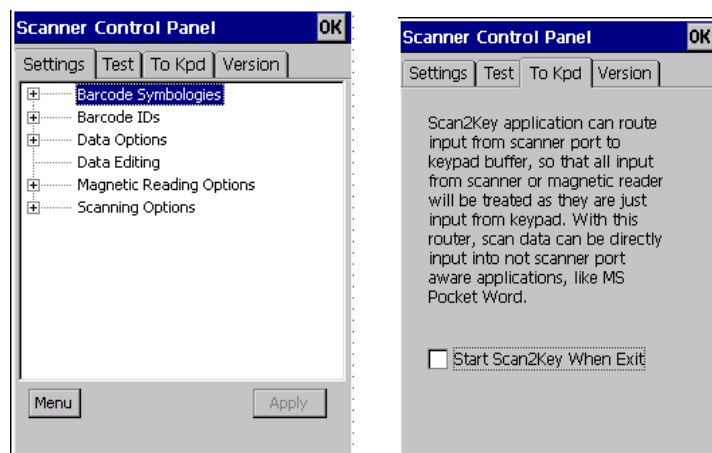 Scanner Control Panel OK
Settings Test To Kpd Version
Barcode Symbologies
Barcode IDs
Data Options
Data Editing
Magnetic Reading Options
Scanning Options
Menu Apply
Scanner Control Panel OK
Settings Test To Kpd Version
Scan2Key application can route
input from scanner port to
keypad buffer, so that all input
from scanner or magnetic reader
will be treated as they are just
input from keypad. With this
router, scan data can be directly
input into not scanner port
aware applications, like MS
Pocket Word.
Start Scan2Key When Exit